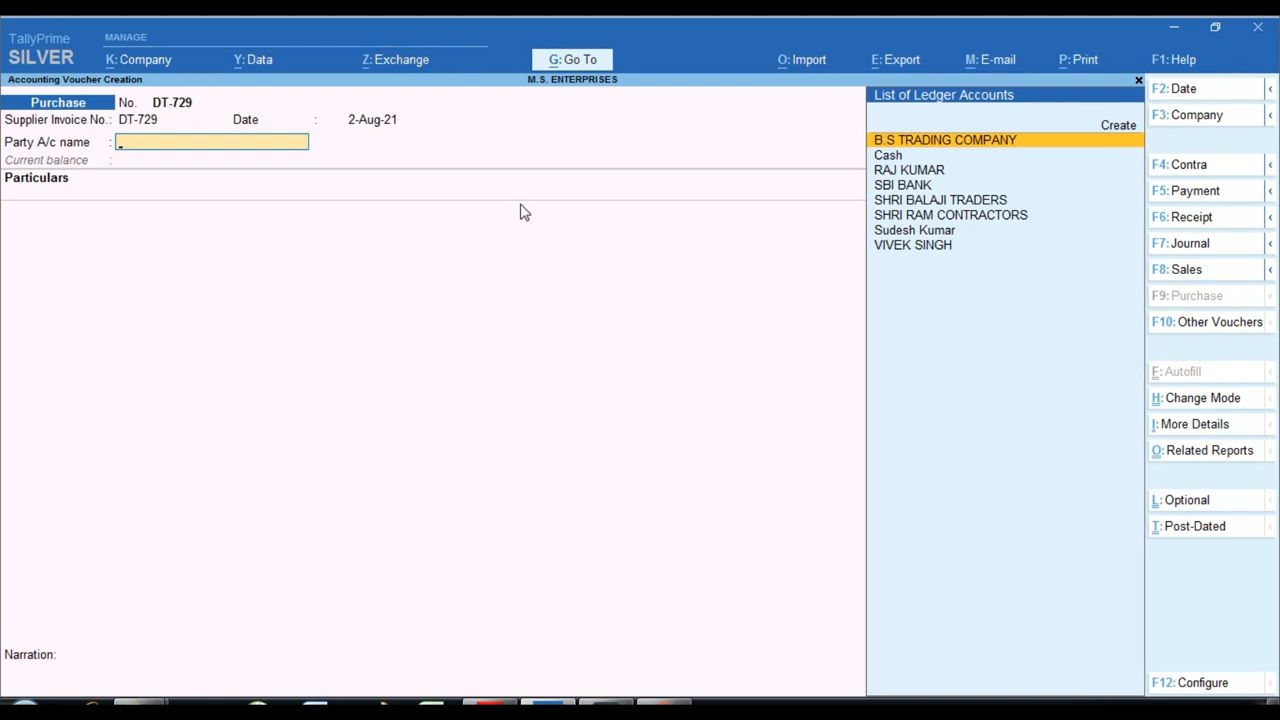 TallyPrime
SILVER
MANAGE
K: Company
Y: Data
Z: Exchange
G: Go To
O: Import
E: Export
M: E-mail
P: Print
F1: Help
Accounting Voucher Creation
M.S. ENTERPRISES
Purchase No. DT-729
Supplier Invoice No.: DT-729 Date : 2-Aug-21
Party A/c name :
Current balance :
Particulars
Narration:
List of Ledger Accounts
Create
B.S TRADING COMPANY
Cash
RAJ KUMAR
SBI BANK
SHRI BALAJI TRADERS
SHRI RAM CONTRACTORS
Sudesh Kumar
VIVEK SINGH
F2: Date
F3: Company
F4: Contra
F5: Payment
F6: Receipt
F7: Journal
F8: Sales
F9: Purchase
F10: Other Vouchers
F: Autofill
H: Change Mode
I: More Details
O: Related Reports
L: Optional
T: Post-Dated
F12: Configure